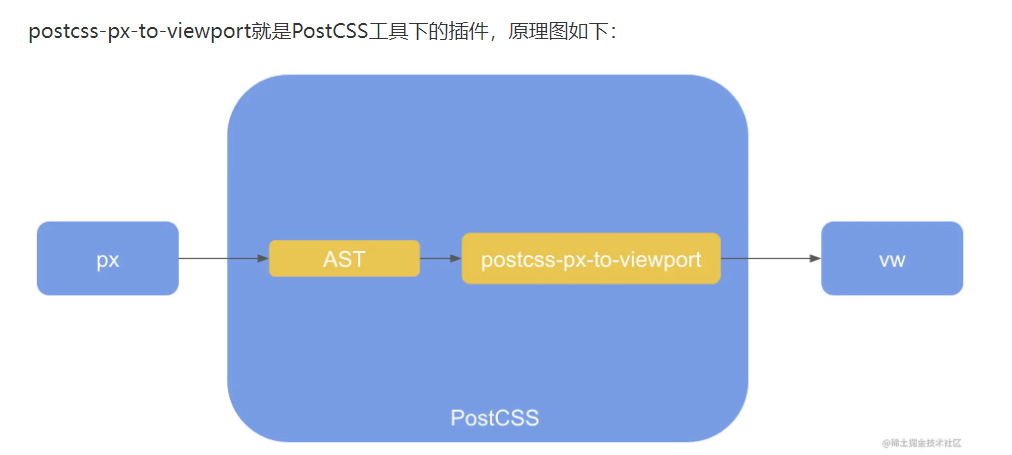 postcss-px-to-viewport就是PostCSS工具下的插件，原理图如下：
px
AST
postcss-px-to-viewport
vw
PostCSS
@稀土掘金技术社区